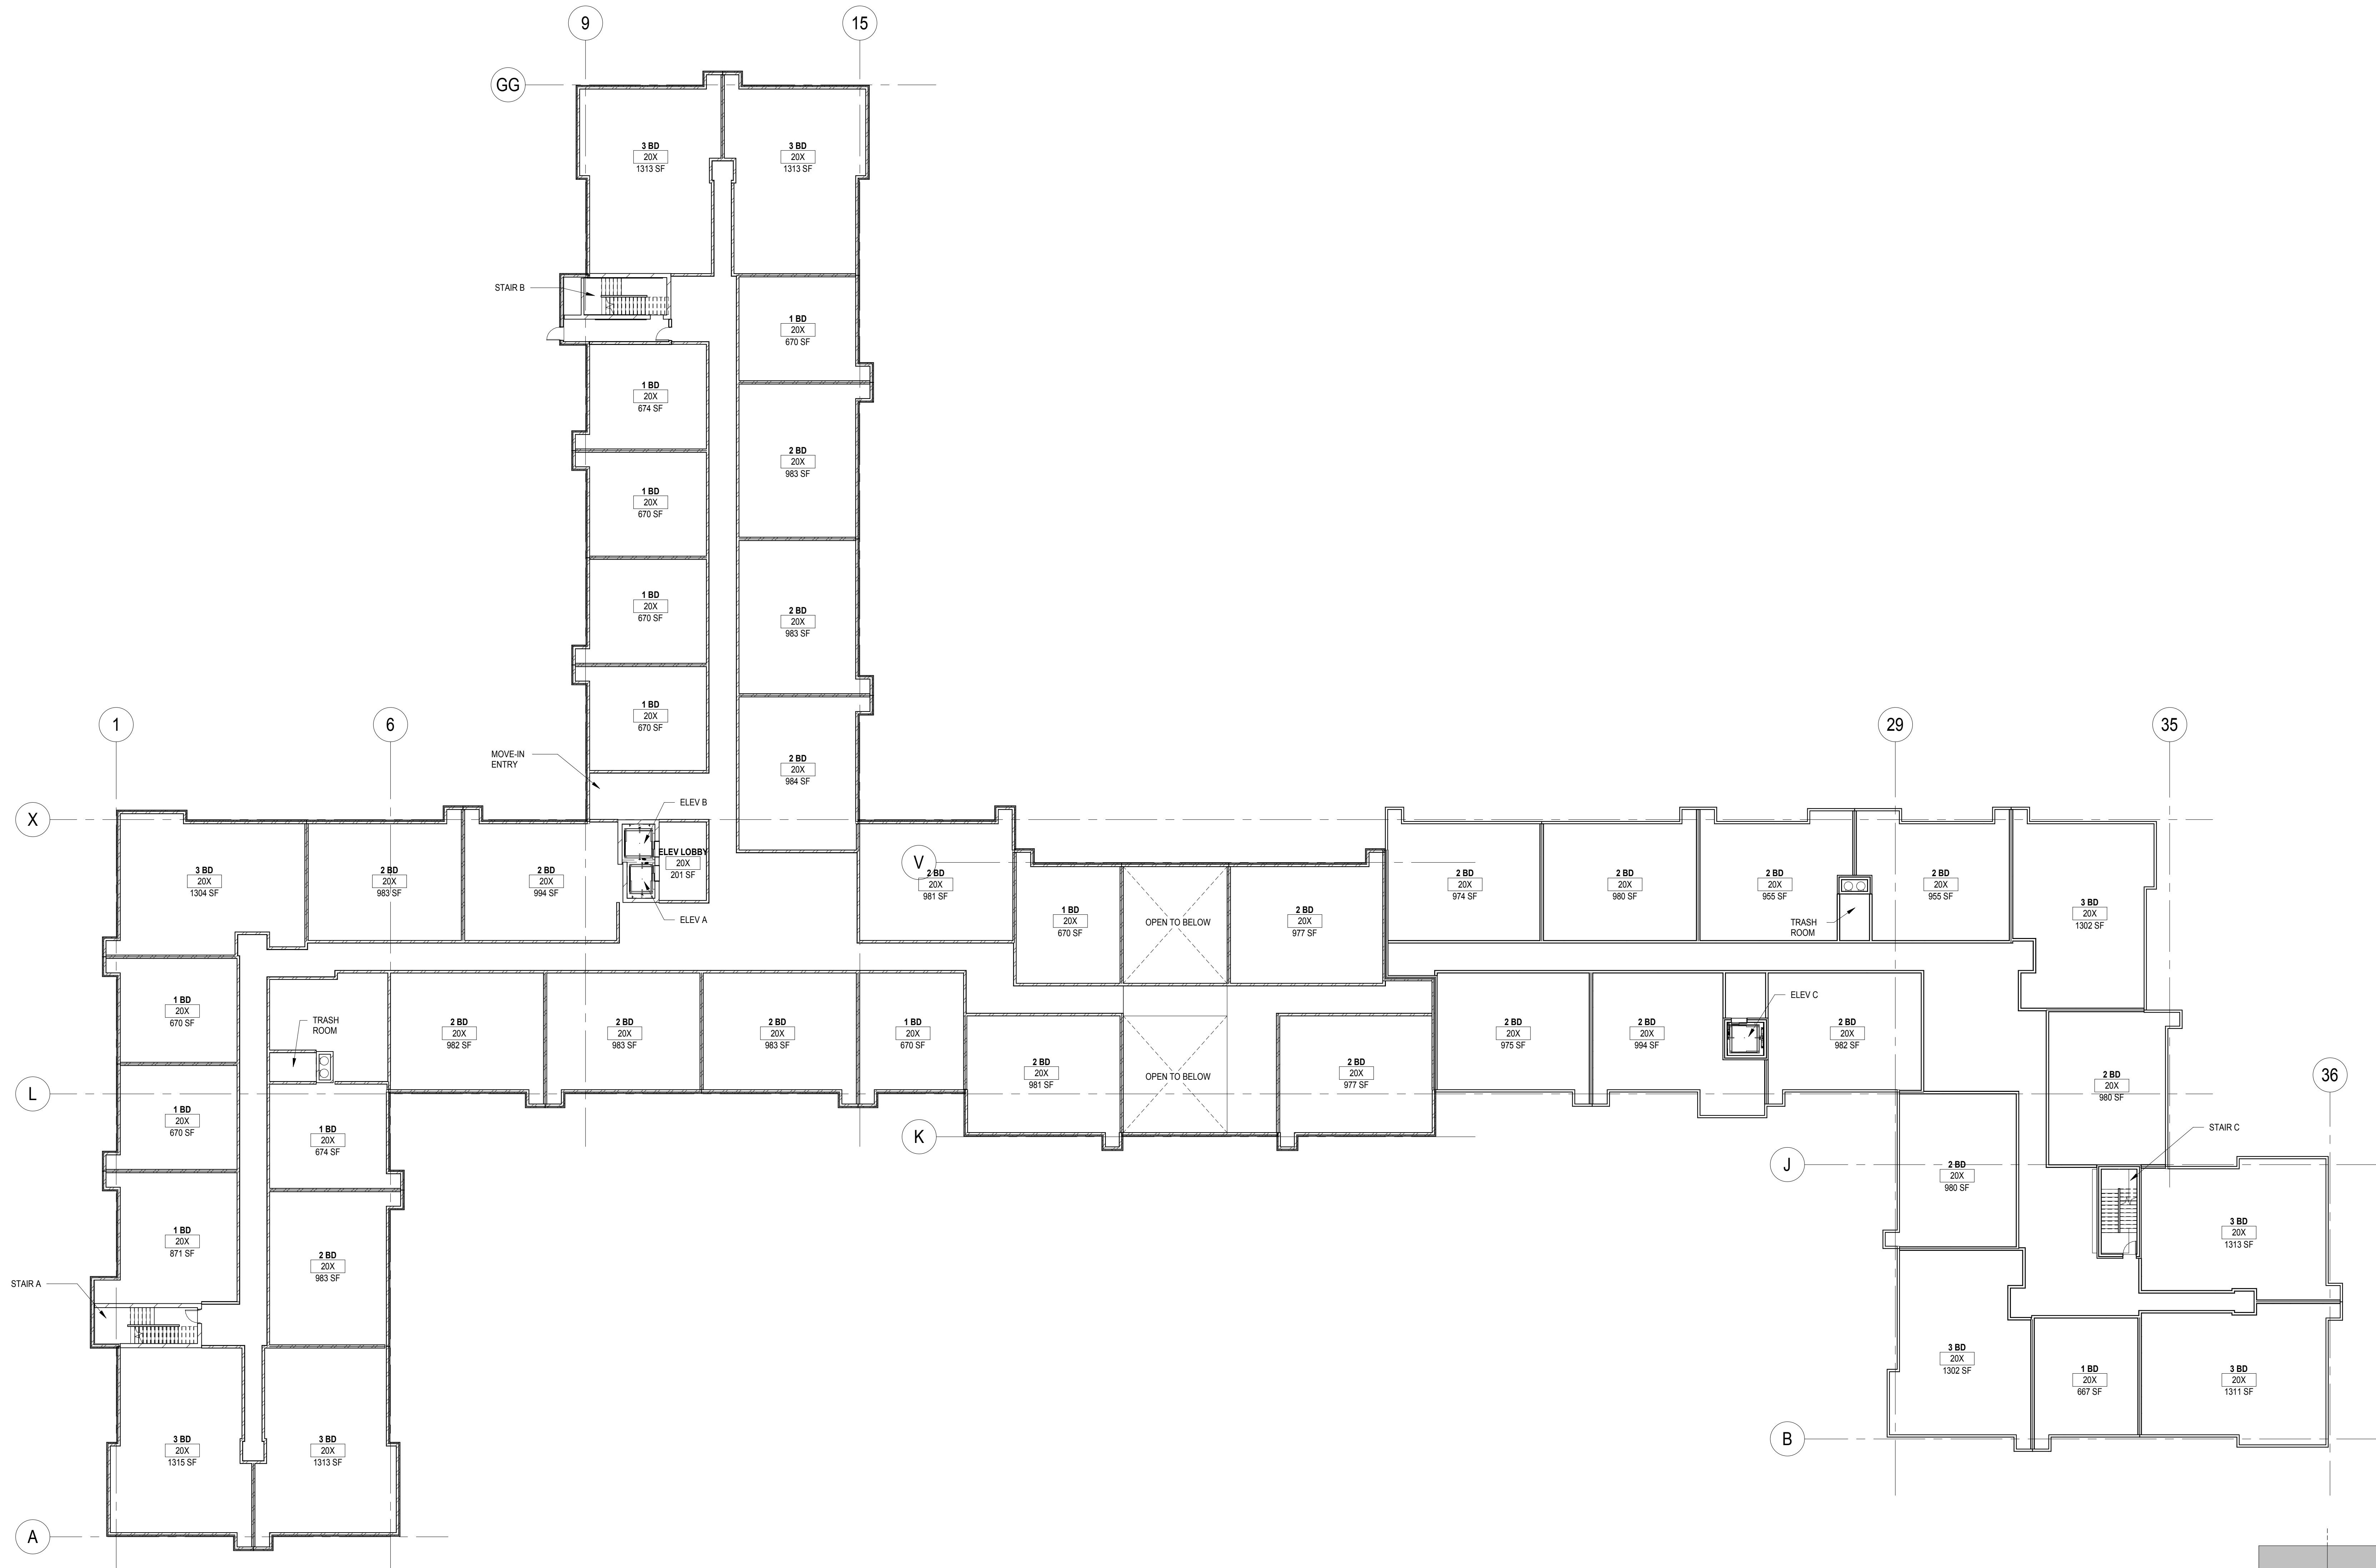 9
15
GG
3 BD
20X
1313 SF
3 BD
20X
1313 SF
STAIR B
1 BD
20X
670 SF
1 BD
20X
674 SF
2 BD
20X
983 SF
1 BD
20X
670 SF
1 BD
20X
670 SF
2 BD
20X
983 SF
1 BD
20X
670 SF
2 BD
20X
984 SF
MOVE-IN
ENTRY
1
6
29
35
X
ELEV B
ELEV LOBBY
20X
201 SF
ELEV A
3 BD
20X
1304 SF
2 BD
20X
983 SF
2 BD
20X
994 SF
V
2 BD
20X
981 SF
1 BD
20X
670 SF
OPEN TO BELOW
2 BD
20X
977 SF
2 BD
20X
974 SF
2 BD
20X
980 SF
2 BD
20X
955 SF
TRASH
ROOM
2 BD
20X
955 SF
3 BD
20X
1302 SF
1 BD
20X
670 SF
TRASH
ROOM
2 BD
20X
982 SF
2 BD
20X
983 SF
2 BD
20X
983 SF
1 BD
20X
670 SF
2 BD
20X
981 SF
OPEN TO BELOW
2 BD
20X
977 SF
2 BD
20X
975 SF
2 BD
20X
994 SF
ELEV C
2 BD
20X
982 SF
2 BD
20X
980 SF
36
L
K
1 BD
20X
670 SF
1 BD
20X
674 SF
STAIR C
J
2 BD
20X
980 SF
1 BD
20X
871 SF
2 BD
20X
983 SF
3 BD
20X
1313 SF
STAIR A
3 BD
20X
1302 SF
1 BD
20X
667 SF
3 BD
20X
1311 SF
B
3 BD
20X
1315 SF
3 BD
20X
1313 SF
A